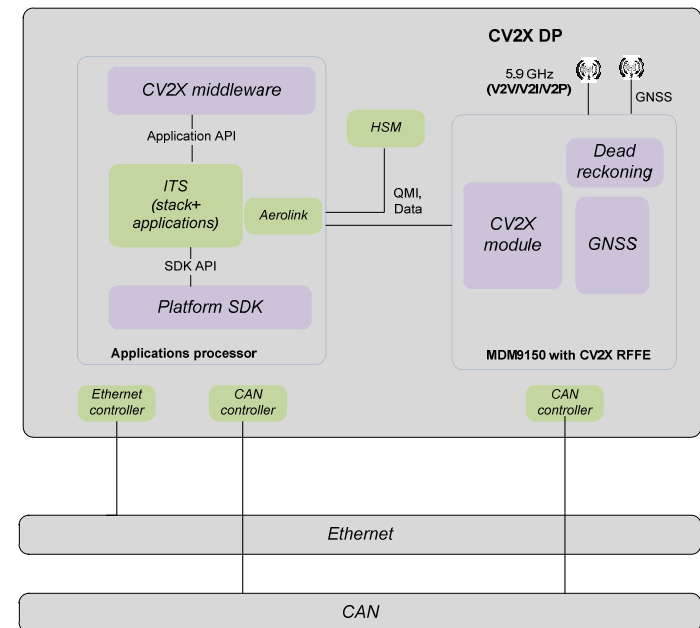 CV2X DP
5.9 GHz
(V2V/V2I/V2P)
GNSS
CV2X middleware
Application API
HSM
ITS
(stack+
applications)
Aerolink
QMI,
Data
SDK API
Platform SDK
Applications processor
Dead
reckoning
CV2X
module
GNSS
MDM9150 with CV2X RFFE
Ethernet
controller
CAN
controller
CAN
controller
Ethernet
CAN